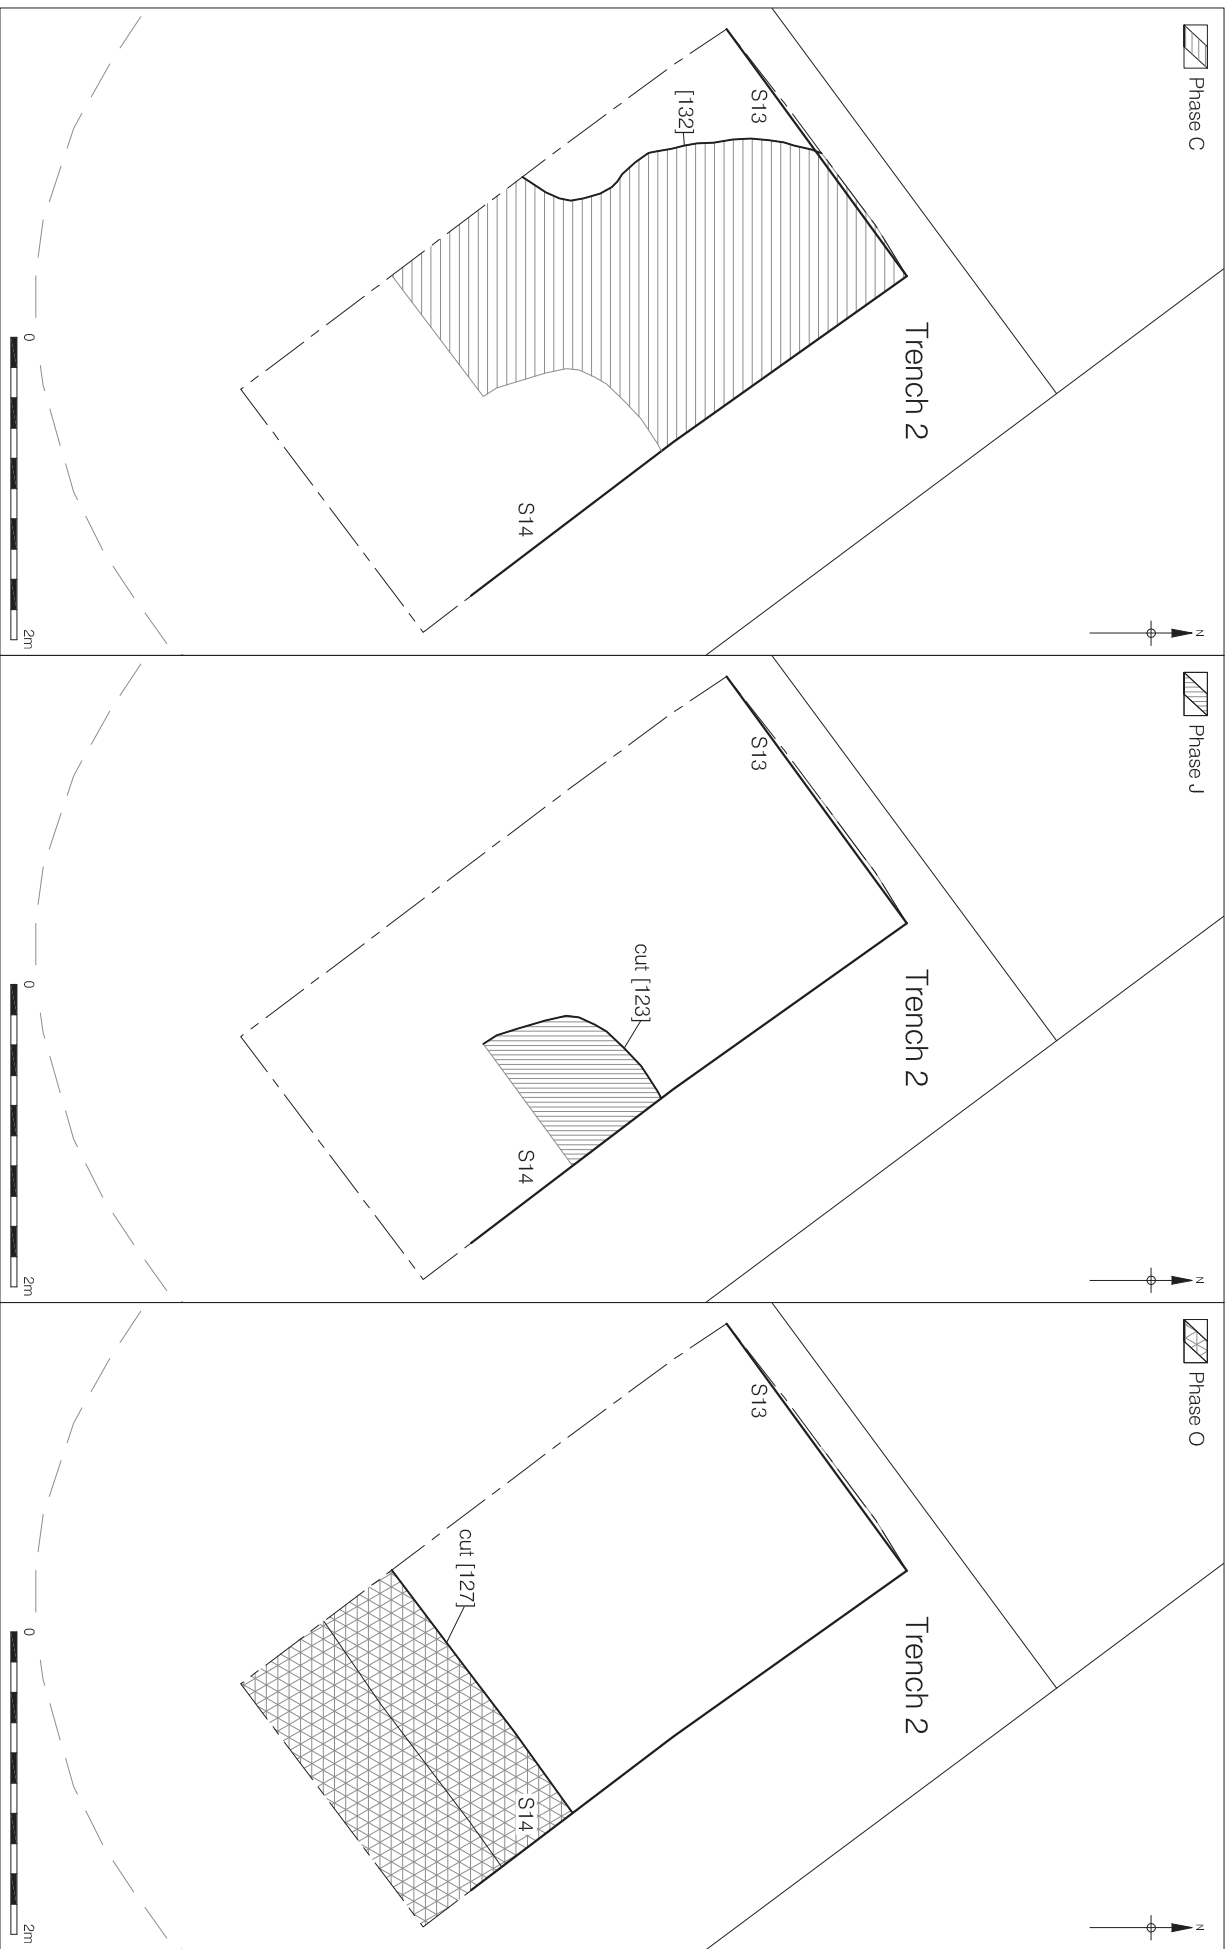 Phase C
S13
[132]
Trench 2
S14
N
0
2m
Phase J
S13
cut [123]
Trench 2
S14
N
0
2m
Phase O
S13
cut [127]
Trench 2
S14
N
0
2m